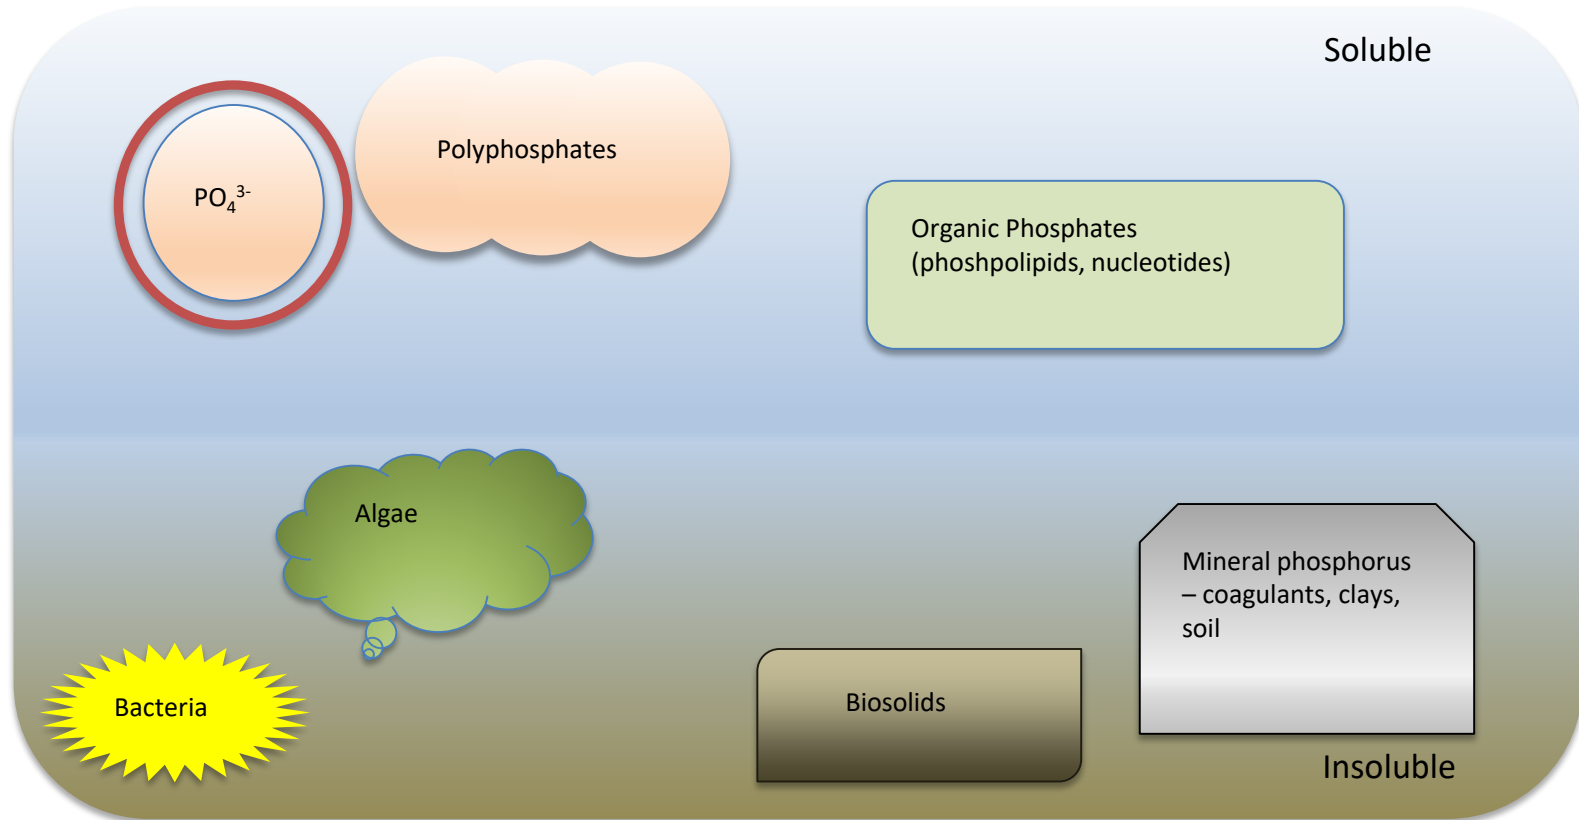 Soluble
Polyphosphates
PO₄³⁻
Organic Phosphates
(phoshpolipids, nucleotides)
Algae
Mineral phosphorus
– coagulants, clays,
soil
Bacteria
Biosolids
Insoluble